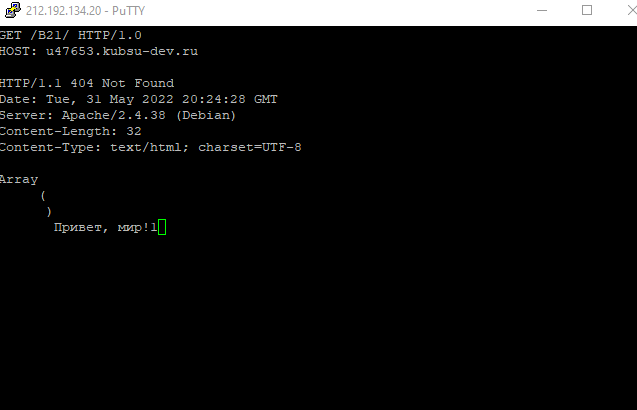 212.192.134.20 - PuTTY
GET /B21/ HTTP/1.0
HOST: u47653.kubsu-dev.ru
HTTP/1.1 404 Not Found
Date: Tue, 31 May 2022 20:24:28 GMT
Server: Apache/2.4.38 (Debian)
Content-Length: 32
Content-Type: text/html; charset=UTF-8
Array
(
)
Привет, мир!1